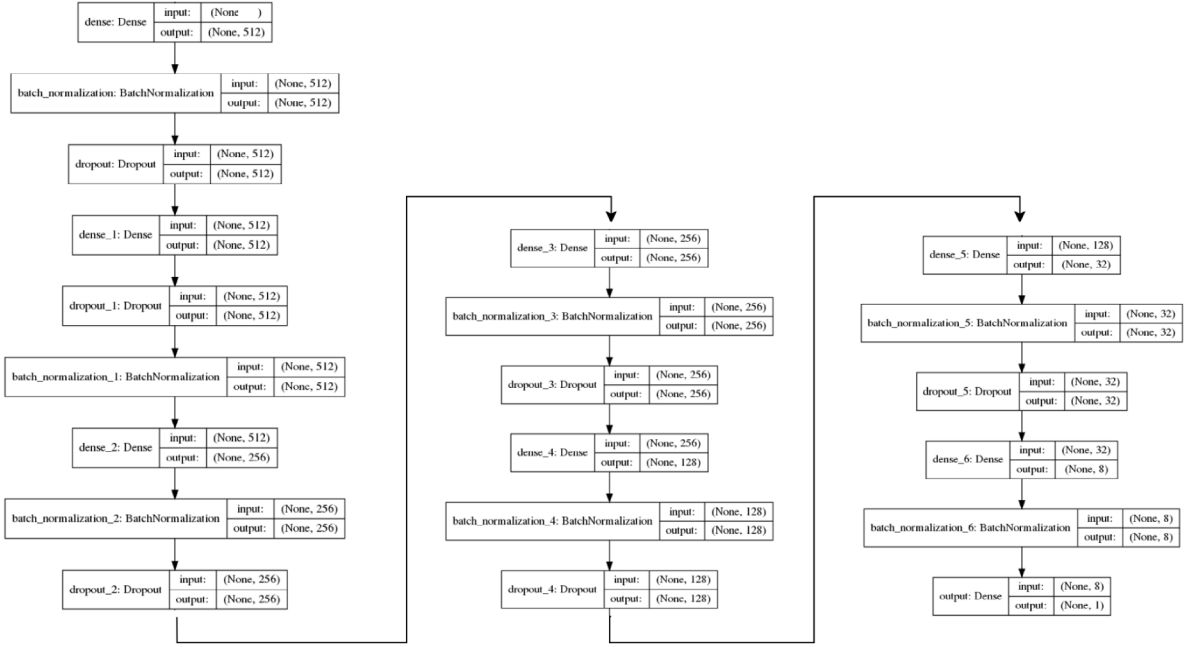 dense: Dense input: (None )
output: (None, 512)
batch_normalization: BatchNormalization input: (None, 512)
output: (None, 512)
dropout: Dropout input: (None, 512)
output: (None, 512)
dense_1: Dense input: (None, 512)
output: (None, 512)
dropout_1: Dropout input: (None, 512)
output: (None, 512)
batch_normalization_1: BatchNormalization input: (None, 512)
output: (None, 512)
dense_2: Dense input: (None, 512)
output: (None, 256)
batch_normalization_2: BatchNormalization input: (None, 256)
output: (None, 256)
dropout_2: Dropout input: (None, 256)
output: (None, 256)
dense_3: Dense input: (None, 256)
output: (None, 256)
batch_normalization_3: BatchNormalization input: (None, 256)
output: (None, 256)
dropout_3: Dropout input: (None, 256)
output: (None, 256)
dense_4: Dense input: (None, 256)
output: (None, 128)
batch_normalization_4: BatchNormalization input: (None, 128)
output: (None, 128)
dropout_4: Dropout input: (None, 128)
output: (None, 128)
dense_5: Dense input: (None, 128)
output: (None, 32)
batch_normalization_5: BatchNormalization input: (None, 32)
output: (None, 32)
dropout_5: Dropout input: (None, 32)
output: (None, 32)
dense_6: Dense input: (None, 32)
output: (None, 8)
batch_normalization_6: BatchNormalization input: (None, 8)
output: (None, 8)
output: Dense input: (None, 8)
output: (None, 1)